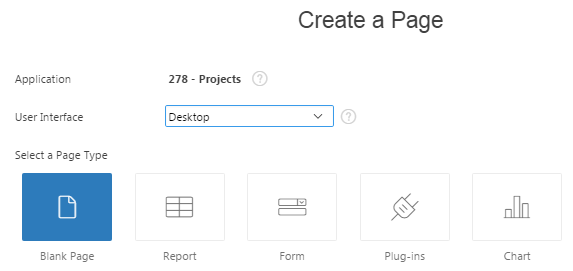 Create a Page
Application 278 - Projects ?
User Interface Desktop ?
Select a Page Type
Blank Page Report Form Plug-ins Chart